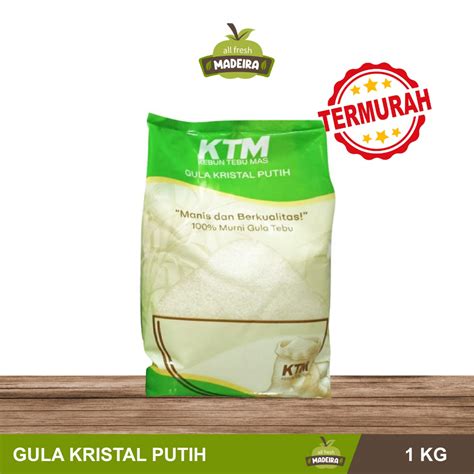 all fresh
MADEIRA
TERMURAH
KTM
KEBUN TEBU MAS
GULA KRISTAL PUTIH
"Manis dan Berkualitas!"
100% Murni Gula Tebu
KTM
GULA KRISTAL PUTIH
all fresh
MADEIRA
1 KG